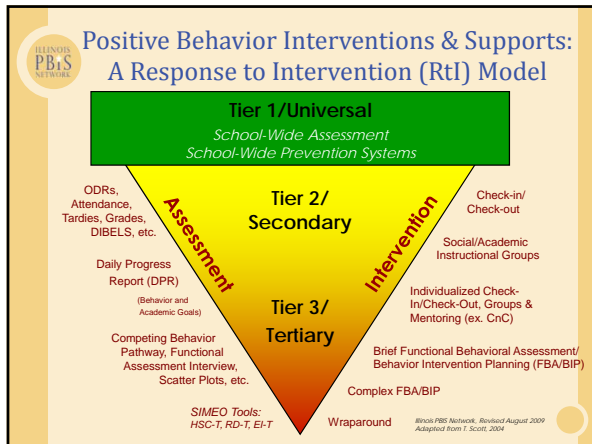 ILLINOIS
PBIS
NETWORK
Positive Behavior Interventions & Supports:
A Response to Intervention (RtI) Model
Tier 1/Universal
School-Wide Assessment
School-Wide Prevention Systems
Assessment
Tier 2/
Secondary
Intervention
ODRs,
Attendance,
Tardies, Grades,
DIBELS, etc.
Daily Progress
Report (DPR)
(Behavior and
Academic Goals)
Competing Behavior
Pathway, Functional
Assessment Interview,
Scatter Plots, etc.
SIMEO Tools:
HSC-T, RD-T, EI-T
Tier 3/
Tertiary
Check-in/
Check-out
Social/Academic
Instructional Groups
Individualized Check-
In/Check-Out, Groups &
Mentoring (ex. CnC)
Brief Functional Behavioral Assessment/
Behavior Intervention Planning (FBA/BIP)
Complex FBA/BIP
Wraparound
Illinois PBIS Network, Revised August 2009
Adapted from T. Scott, 2004